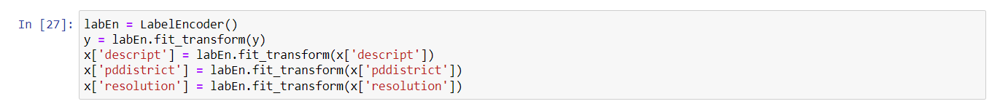 In [27]: labEn = LabelEncoder()
y = labEn.fit_transform(y)
x['descript'] = labEn.fit_transform(x['descript'])
x['pddistrict'] = labEn.fit_transform(x['pddistrict'])
x['resolution'] = labEn.fit_transform(x['resolution'])